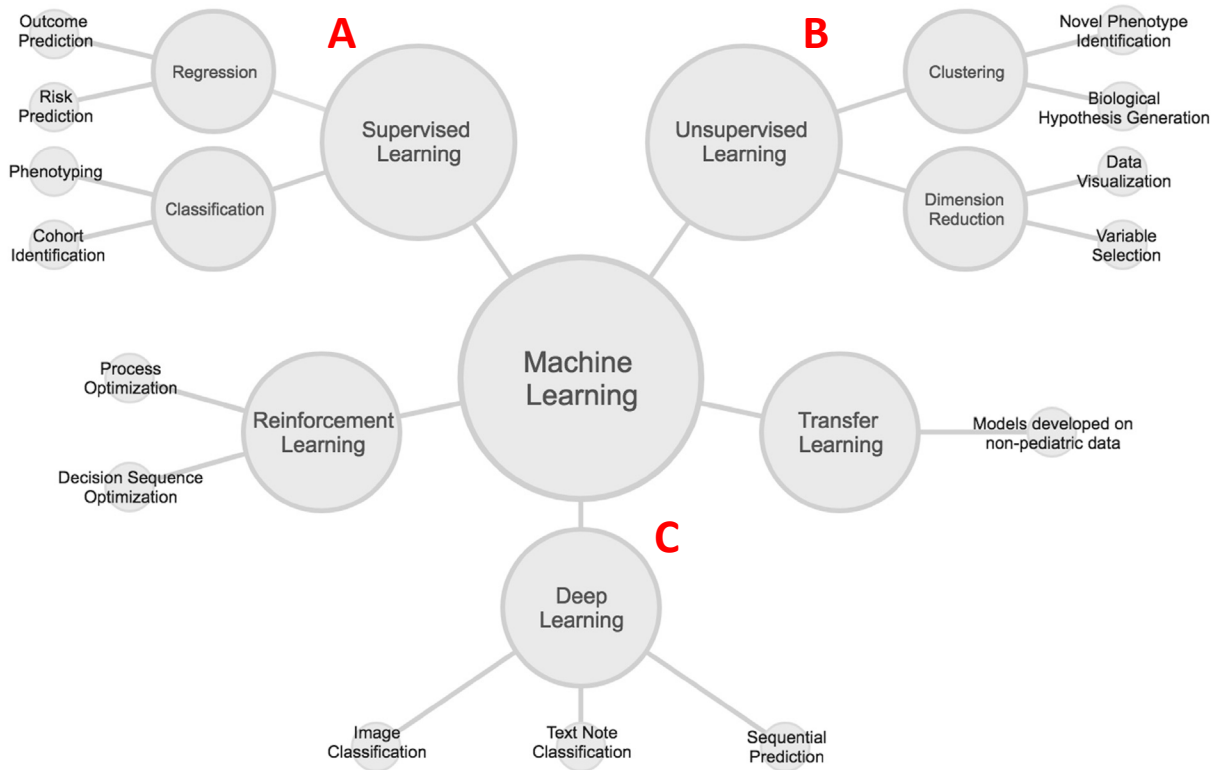 A
B
Outcome
Prediction
Regression
Risk
Prediction
Supervised
Learning
Phenotyping
Classification
Cohort
Identification
Unsupervised
Learning
Clustering
Novel Phenotype
Identification
Biological
Hypothesis Generation
Dimension
Reduction
Data
Visualization
Variable
Selection
Machine
Learning
Process
Optimization
Reinforcement
Learning
Decision Sequence
Optimization
Transfer
Learning
Models developed on
non-pediatric data
C
Deep
Learning
Image
Classification
Text Note
Classification
Sequential
Prediction